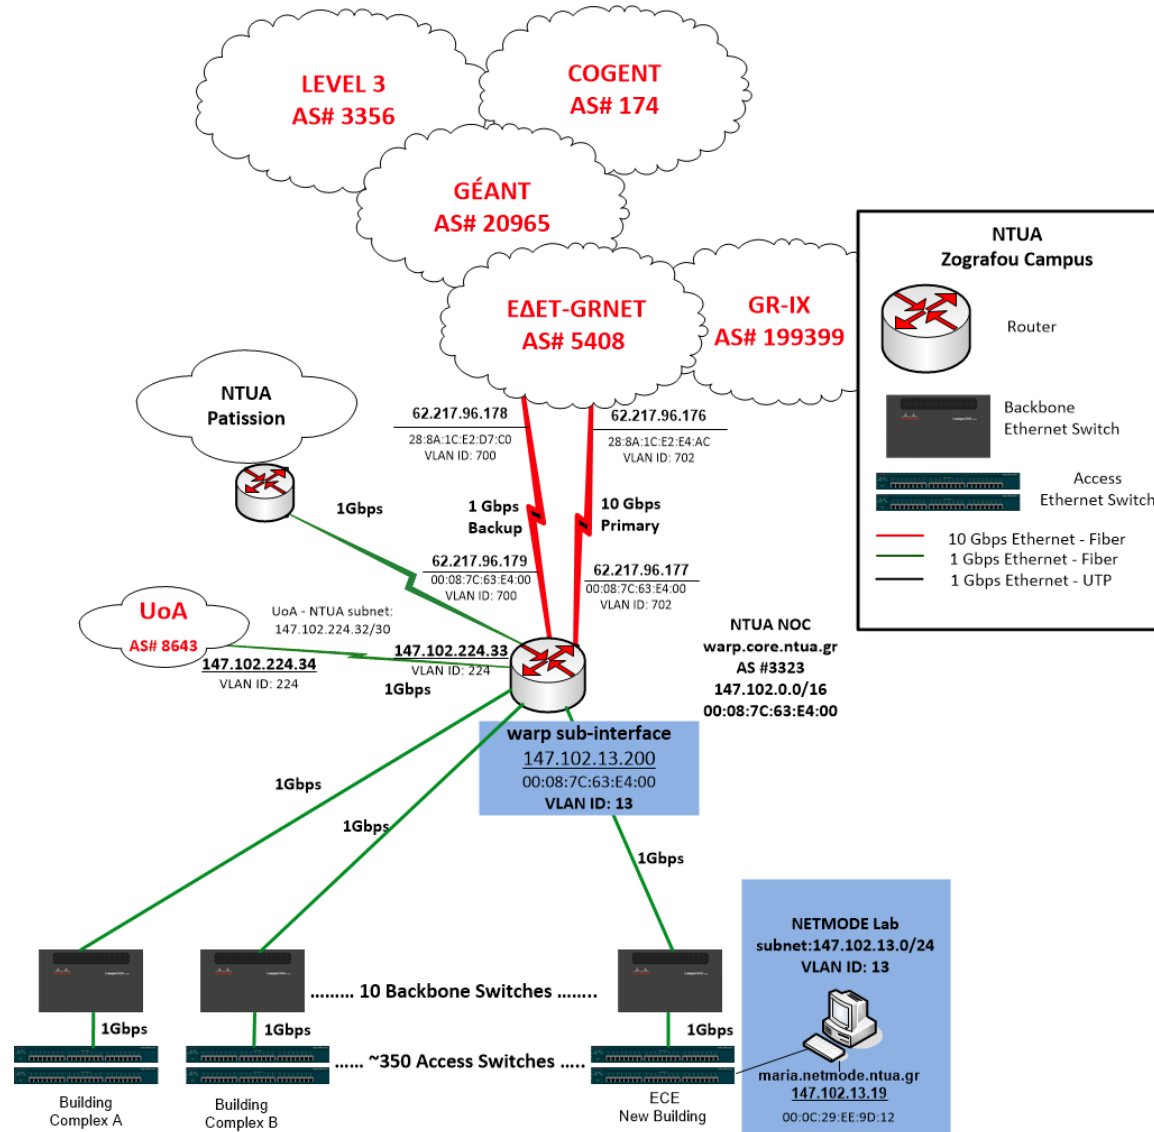 LEVEL 3
AS# 3356
COGENT
AS# 174
GÉANT
AS# 20965
ΕΔΕΤ-GRNET
AS# 5408
GR-IX
AS# 199399
NTUA
Zografou Campus
Router
Backbone
Ethernet Switch
Access
Ethernet Switch
10 Gbps Ethernet - Fiber
1 Gbps Ethernet - Fiber
1 Gbps Ethernet - UTP
NTUA
Patission
62.217.96.178
28:8A:1C:E2:D7:C0
VLAN ID: 700
62.217.96.176
28:8A:1C:E2:E4:AC
VLAN ID: 702
1Gbps
1 Gbps
Backup
10 Gbps
Primary
62.217.96.179
00:08:7C:63:E4:00
VLAN ID: 700
62.217.96.177
00:08:7C:63:E4:00
VLAN ID: 702
UoA
AS# 8643
UoA - NTUA subnet:
147.102.224.32/30
147.102.224.34
VLAN ID: 224
147.102.224.33
VLAN ID: 224
1Gbps
NTUA NOC
warp.core.ntua.gr
AS #3323
147.102.0.0/16
00:08:7C:63:E4:00
warp sub-interface
147.102.13.200
00:08:7C:63:E4:00
VLAN ID: 13
1Gbps
1Gbps
1Gbps
NETMODE Lab
subnet:147.102.13.0/24
VLAN ID: 13
maria.netmode.ntua.gr
147.102.13.19
00:0C:29:EE:9D:12
......... 10 Backbone Switches ........
1Gbps
1Gbps
1Gbps
...... ~350 Access Switches .....
Building
Complex A
Building
Complex B
ECE
New Building